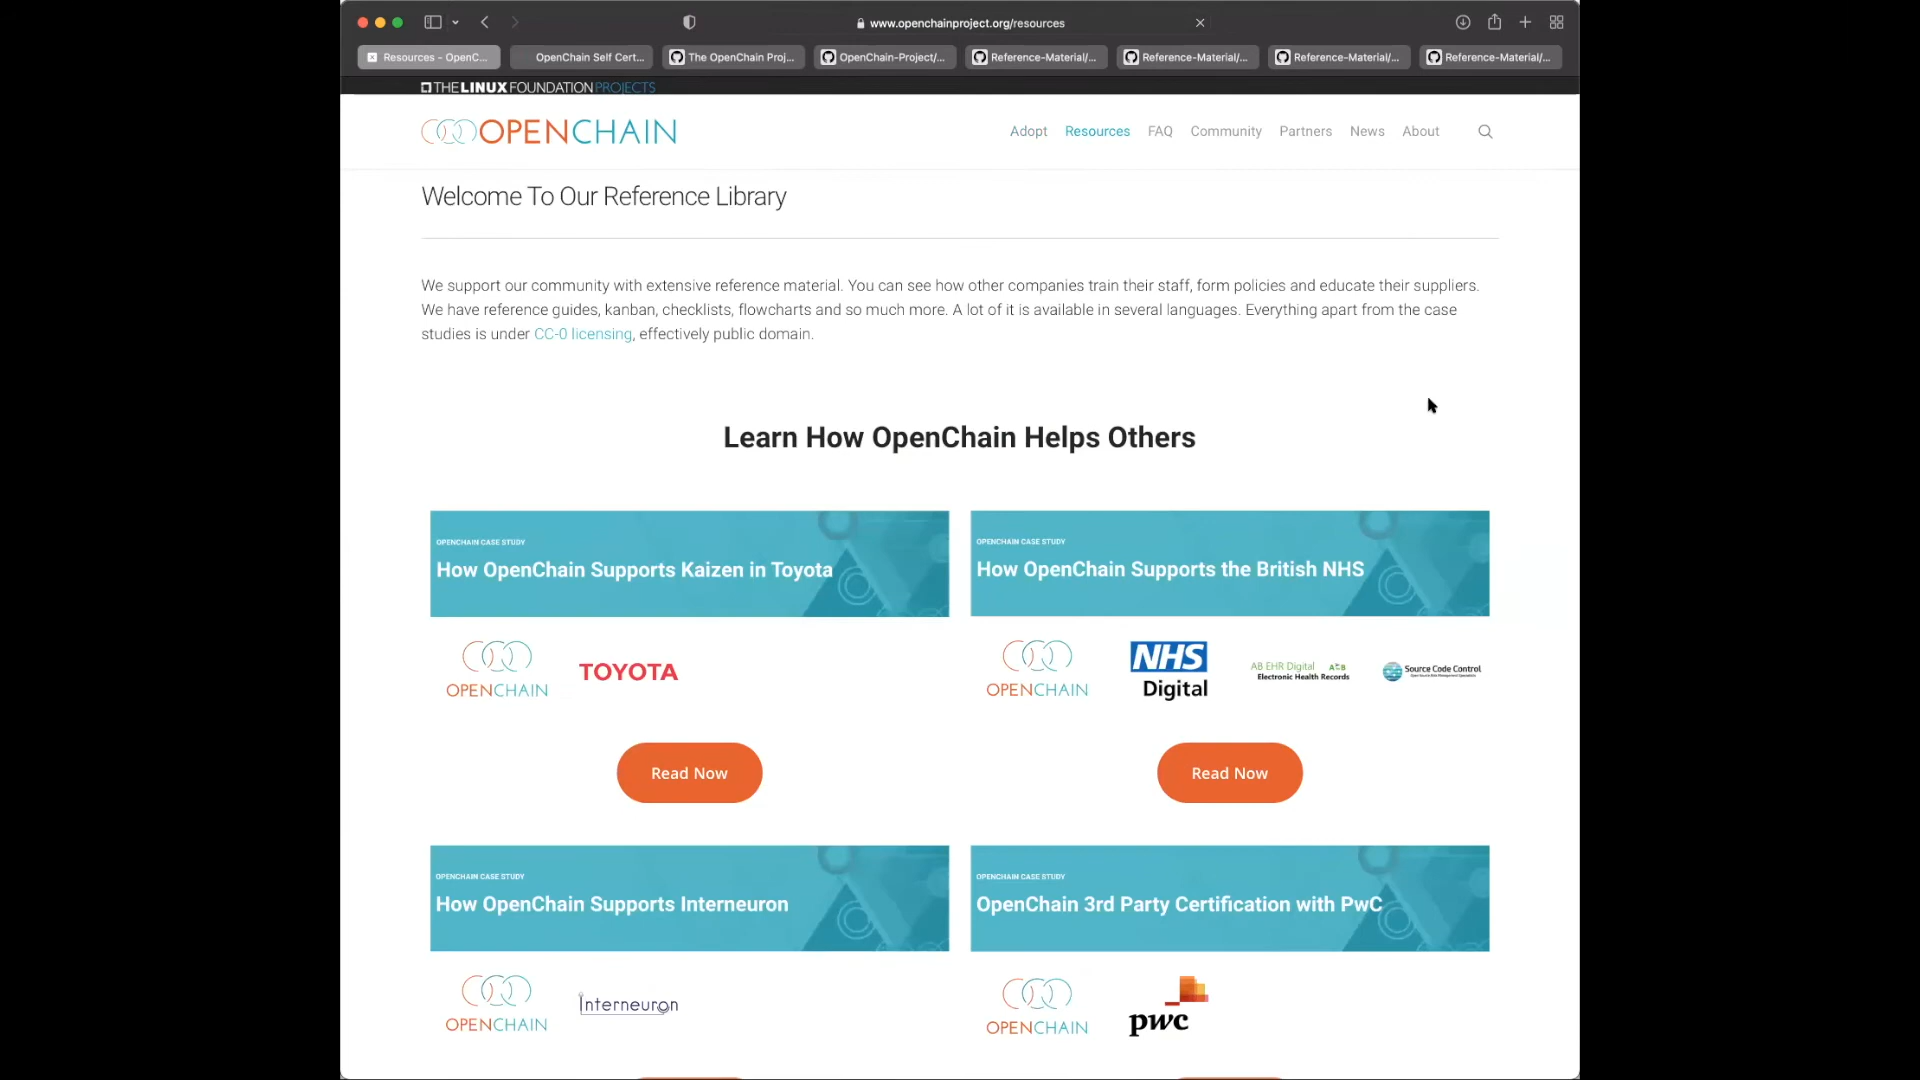 www.openchainproject.org/resources
Resources - OpenC...
OpenChain Self Cert...
The OpenChain Proj...
OpenChain-Project/...
Reference-Material/...
Reference-Material/...
Reference-Material/...
Reference-Material/...
THE LINUX FOUNDATION PROJECTS
OPENCHAIN
Adopt
Resources
FAQ
Community
Partners
News
About
Welcome To Our Reference Library
We support our community with extensive reference material. You can see how other companies train their staff, form policies and educate their suppliers.
We have reference guides, kanban, checklists, flowcharts and so much more. A lot of it is available in several languages. Everything apart from the case
studies is under CC-0 licensing, effectively public domain.
Learn How OpenChain Helps Others
OPENCHAIN CASE STUDY
How OpenChain Supports Kaizen in Toyota
OPENCHAIN
TOYOTA
Read Now
OPENCHAIN CASE STUDY
How OpenChain Supports the British NHS
OPENCHAIN
NHS
Digital
AB EHR Digital
Electronic Health Records
Source Code Control
Read Now
OPENCHAIN CASE STUDY
How OpenChain Supports Interneuron
OPENCHAIN
Interneuron
OPENCHAIN CASE STUDY
OpenChain 3rd Party Certification with PwC
OPENCHAIN
pwc